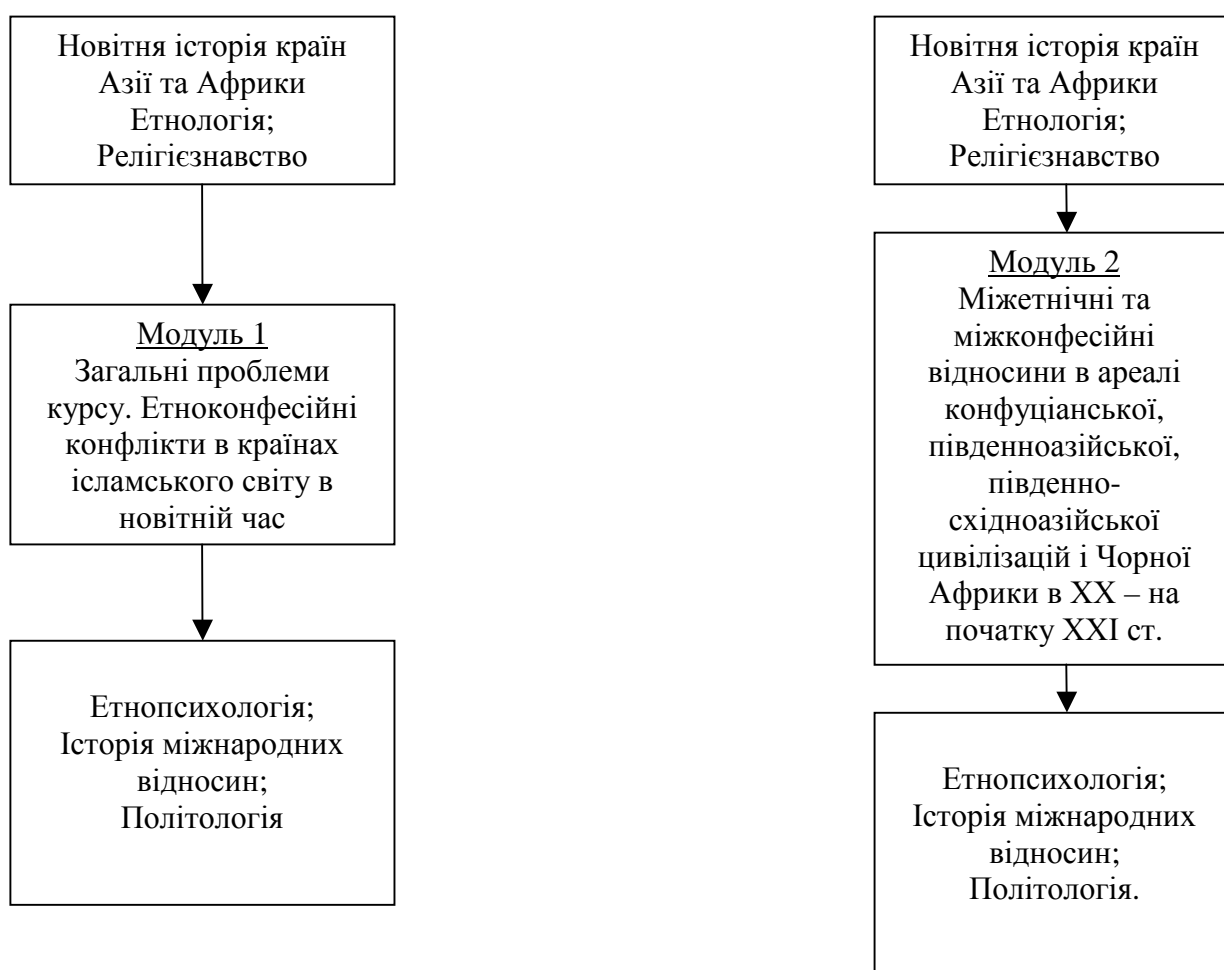 Новітня історія країн
Азії та Африки
Етнологія;
Релігієзнавство
Модуль 1
Загальні проблеми
курсу. Етноконфесійні
конфлікти в країнах
ісламського світу в
новітній час
Етнопсихологія;
Історія міжнародних
відносин;
Політологія
Новітня історія країн
Азії та Африки
Етнологія;
Релігієзнавство
Модуль 2
Міжетнічні та
міжконфесійні
відносини в ареалі
конфуціанської,
південноазійської,
південно-
східноазійської
цивілізацій і Чорної
Африки в ХХ – на
початку ХХІ ст.
Етнопсихологія;
Історія міжнародних
відносин;
Політологія.